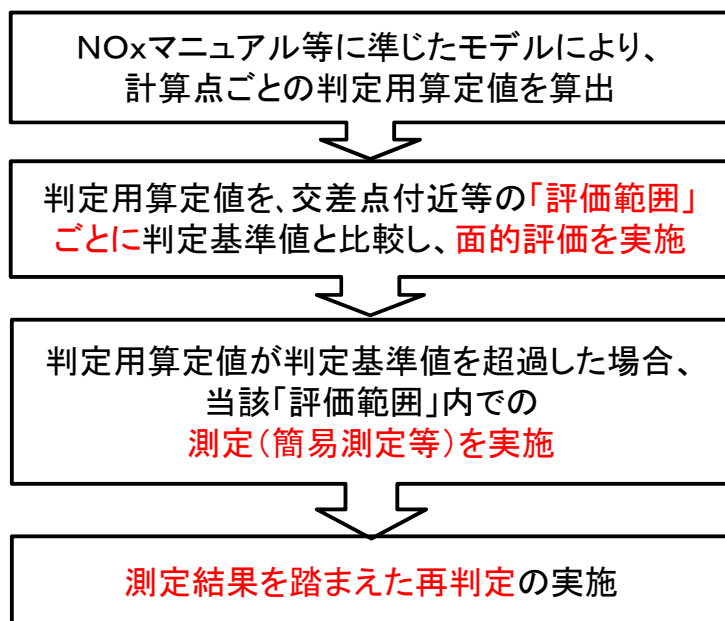 NOxマニュアル等に準じたモデルにより、
計算点ごとの判定用算定値を算出
判定用算定値を、交差点付近等の「評価範囲」
ごとに判定基準値と比較し、面的評価を実施
判定用算定値が判定基準値を超過した場合、
当該「評価範囲」内での
測定(簡易測定等)を実施
測定結果を踏まえた再判定の実施